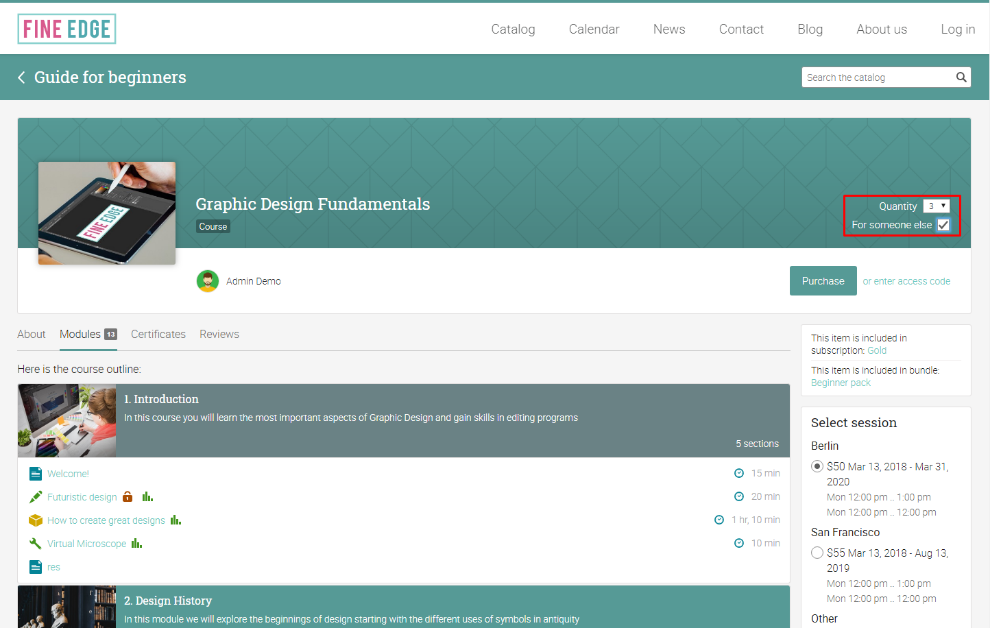 FINE EDGE
Catalog Calendar News Contact Blog About us Log in
Guide for beginners
Search the catalog
FINE EDGE
Graphic Design Fundamentals
Course
Quantity 3
For someone else
Admin Demo
Purchase or enter access code
About Modules 13 Certificates Reviews
Here is the course outline:
1. Introduction
In this course you will learn the most important aspects of Graphic Design and gain skills in editing programs
5 sections
Welcome! 15 min
Futuristic design 20 min
How to create great designs 1 hr, 10 min
Virtual Microscope 10 min
res
2. Design History
In this module we will explore the beginnings of design starting with the different uses of symbols in antiquity
This item is included in
subscription: Gold
This item is included in bundle:
Beginner pack
Select session
Berlin
$50 Mar 13, 2018 - Mar 31,
2020
Mon 12:00 pm .. 1:00 pm
Mon 12:00 pm .. 12:00 pm
San Francisco
$55 Mar 13, 2018 - Aug 13,
2019
Mon 12:00 pm .. 1:00 pm
Mon 12:00 pm .. 12:00 pm
Other